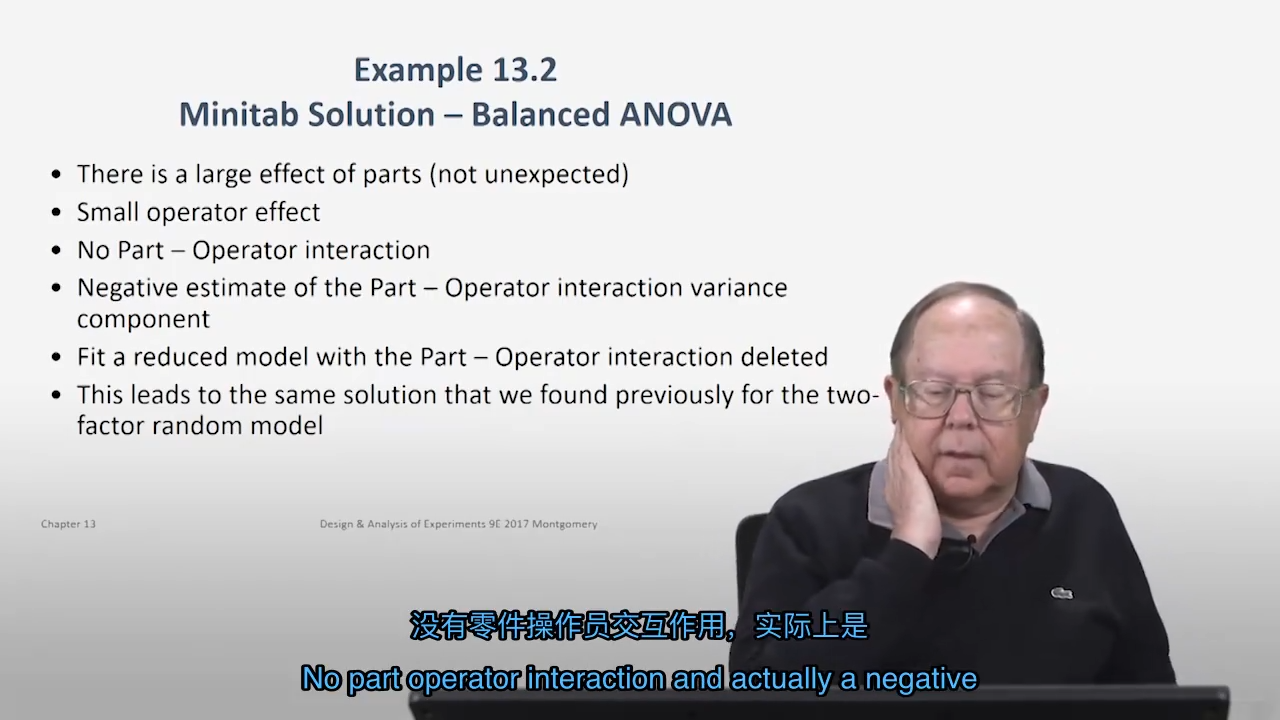 Example 13.2
Minitab Solution – Balanced ANOVA
• There is a large effect of parts (not unexpected)
• Small operator effect
• No Part – Operator interaction
• Negative estimate of the Part – Operator interaction variance
component
• Fit a reduced model with the Part – Operator interaction deleted
• This leads to the same solution that we found previously for the two-
factor random model
Chapter 13
Design & Analysis of Experiments 9E 2017 Montgomery
没有零件操作员交互作用，实际上是
No part operator interaction and actually a negative